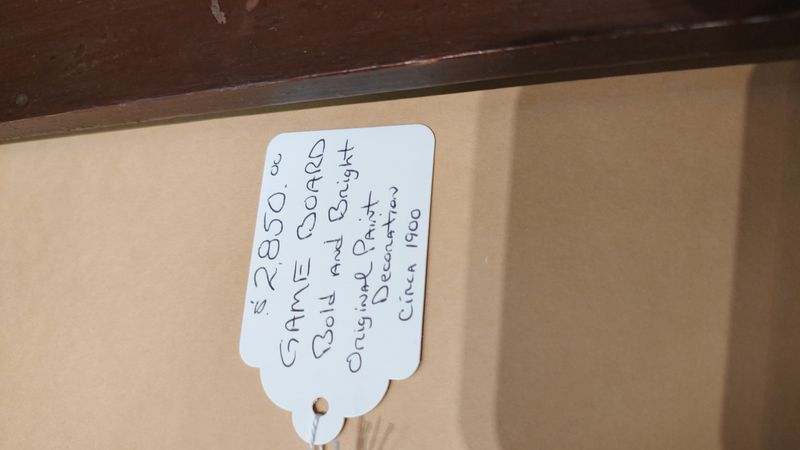 $2,850.00
GAME BOARD
Bold and Bright
Original Paint
Decoration
Circa 1900